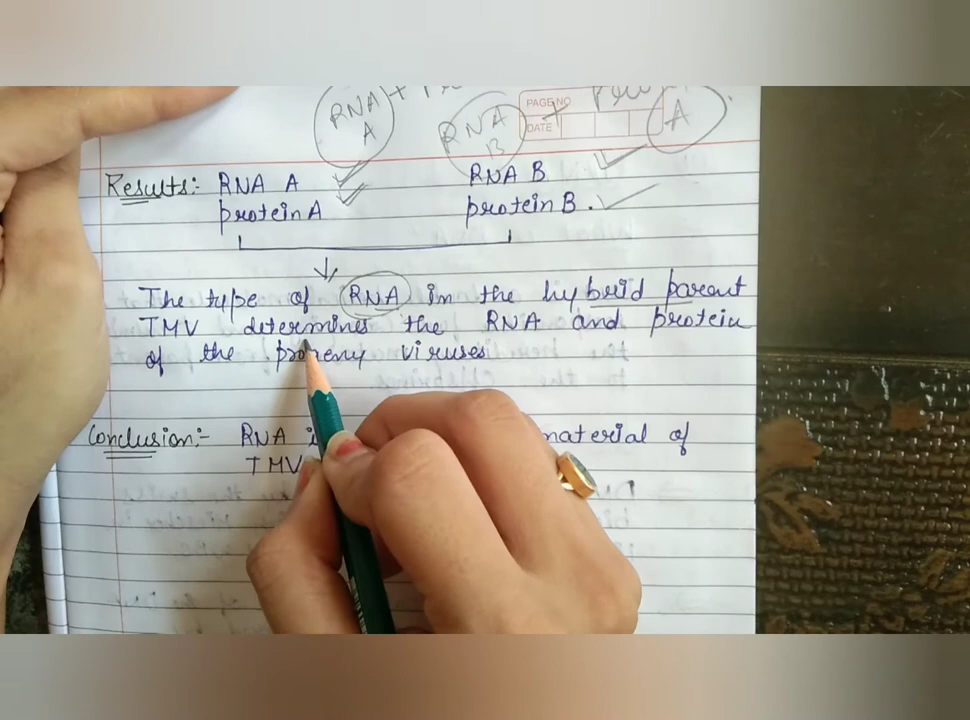 RNA A + RNA B + A
PAGE NO
DATE
Results:- RNA A RNA B
protein A protein B.
The type of RNA in the hybrid parent
TMV determines the RNA and protein
of the progeny viruses
Conclusion:- RNA material of
TMV